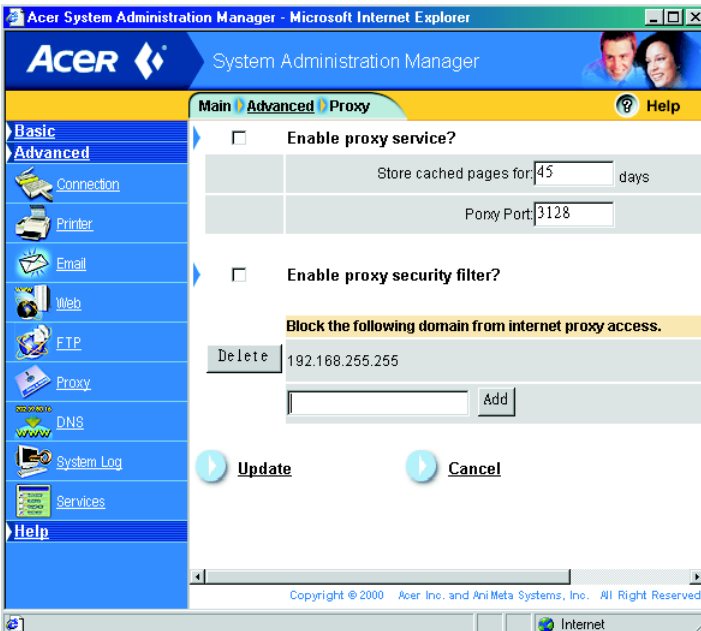 Acer System Administration Manager - Microsoft Internet Explorer
Acer
System Administration Manager
Main Advanced Proxy
Help
Basic
Advanced
Connection
Printer
Email
Web
FTP
Proxy
DNS
System Log
Services
Help
Enable proxy service?
Store cached pages for: 45 days
Porxy Port: 3128
Enable proxy security filter?
Block the following domain from internet proxy access.
Delete 192.168.255.255
Add
Update Cancel
Copyright © 2000 Acer Inc. and AniMeta Systems, Inc. All Right Reserved
Internet